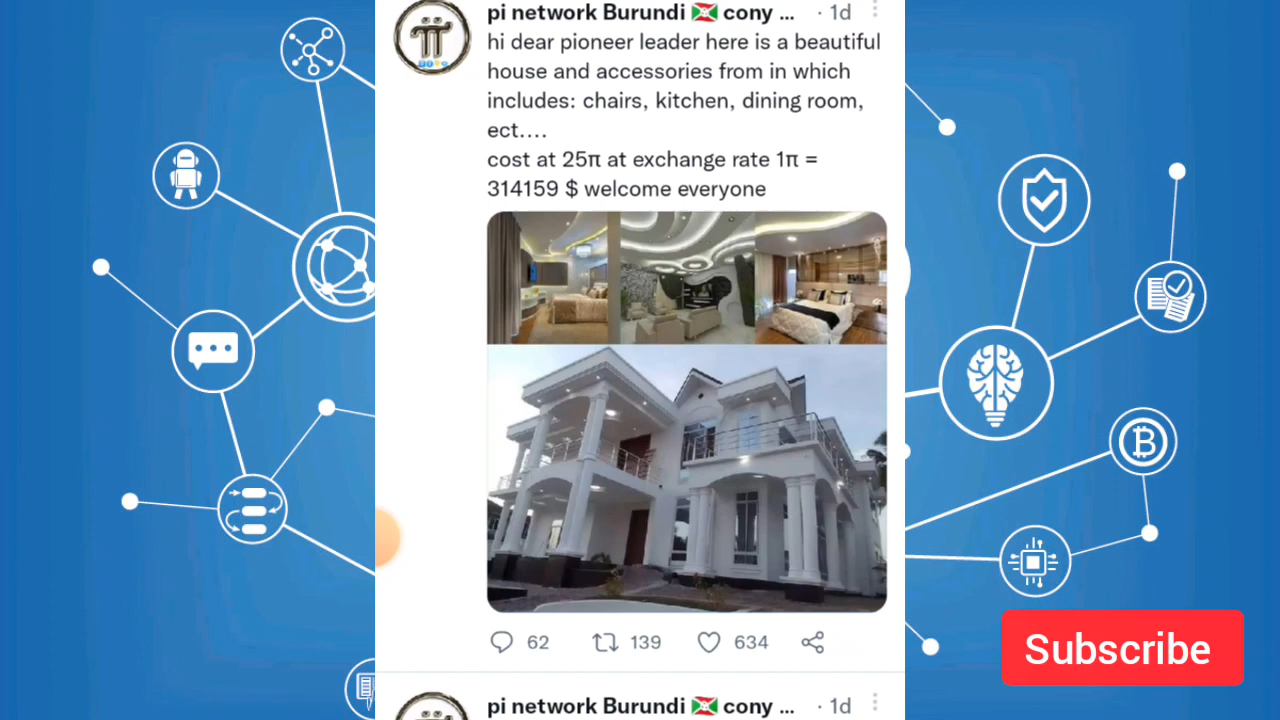 pi network Burundi 🇧🇮 cony ... · 1d
hi dear pioneer leader here is a beautiful
house and accessories from in which
includes: chairs, kitchen, dining room,
ect....
cost at 25π at exchange rate 1π =
314159 $ welcome everyone
62 139 634
Subscribe
pi network Burundi 🇧🇮 cony ... · 1d